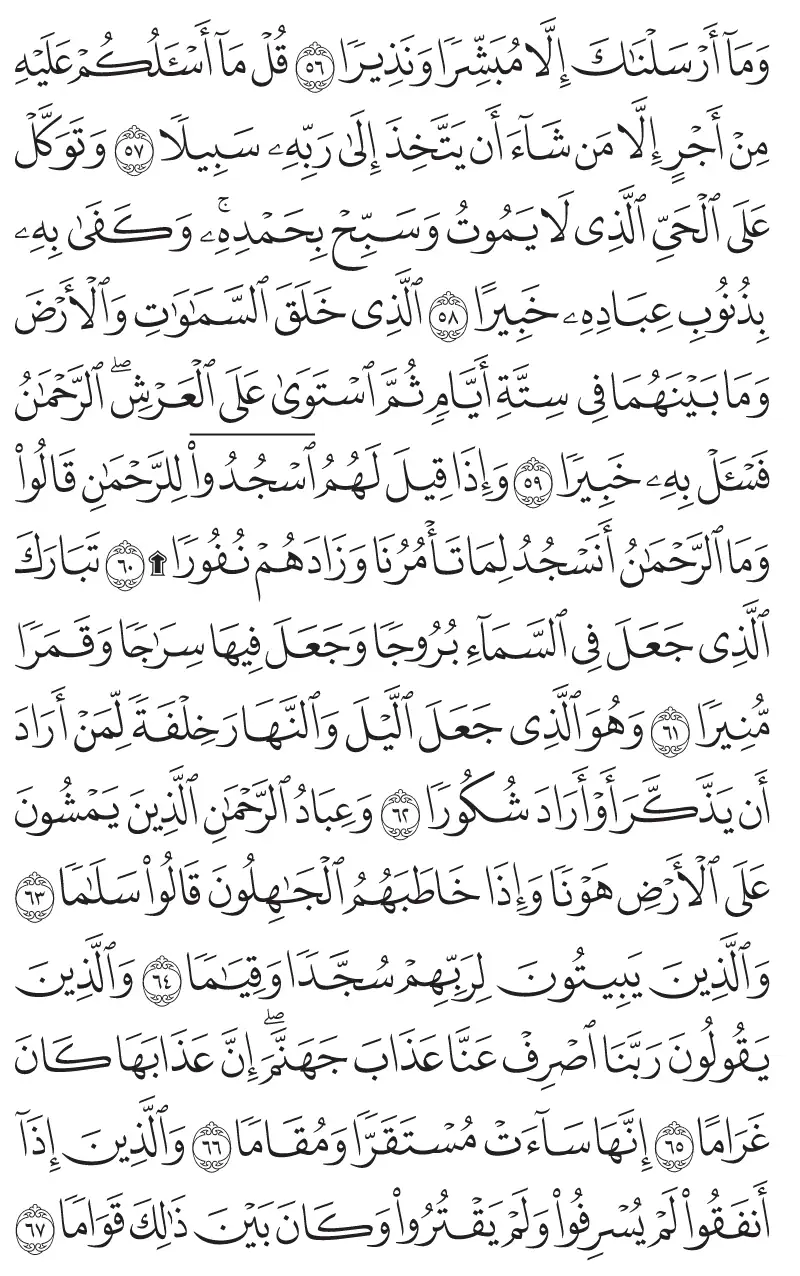 وَمَآ أَرْسَلْنَٰكَ إِلَّا مُبَشِّرًا وَنَذِيرًا ٥٦ قُلْ مَآ أَسْـَٔلُكُمْ عَلَيْهِ
مِنْ أَجْرٍ إِلَّا مَن شَآءَ أَن يَتَّخِذَ إِلَىٰ رَبِّهِۦ سَبِيلًا ٥٧ وَتَوَكَّلْ
عَلَى ٱلْحَىِّ ٱلَّذِى لَا يَمُوتُ وَسَبِّحْ بِحَمْدِهِۦۚ وَكَفَىٰ بِهِۦ
بِذُنُوبِ عِبَادِهِۦ خَبِيرًا ٥٨ ٱلَّذِى خَلَقَ ٱلسَّمَٰوَٰتِ وَٱلْأَرْضَ
وَمَا بَيْنَهُمَا فِى سِتَّةِ أَيَّامٍ ثُمَّ ٱسْتَوَىٰ عَلَى ٱلْعَرْشِۖ ٱلرَّحْمَٰنُ
فَسْـَٔلْ بِهِۦ خَبِيرًا ٥٩ وَإِذَا قِيلَ لَهُمُ ٱسْجُدُوا۟ لِلرَّحْمَٰنِ قَالُوا۟
وَمَا ٱلرَّحْمَٰنُ أَنَسْجُدُ لِمَا تَأْمُرُنَا وَزَادَهُمْ نُفُورًا ۩ ٦٠ تَبَارَكَ
ٱلَّذِى جَعَلَ فِى ٱلسَّمَآءِ بُرُوجًا وَجَعَلَ فِيهَا سِرَٰجًا وَقَمَرًا
مُّنِيرًا ٦١ وَهُوَ ٱلَّذِى جَعَلَ ٱلَّيْلَ وَٱلنَّهَارَ خِلْفَةً لِّمَنْ أَرَادَ
أَن يَذَّكَّرَ أَوْ أَرَادَ شُكُورًا ٦٢ وَعِبَادُ ٱلرَّحْمَٰنِ ٱلَّذِينَ يَمْشُونَ
عَلَى ٱلْأَرْضِ هَوْنًا وَإِذَا خَاطَبَهُمُ ٱلْجَٰهِلُونَ قَالُوا۟ سَلَٰمًا ٦٣
وَٱلَّذِينَ يَبِيتُونَ لِرَبِّهِمْ سُجَّدًا وَقِيَٰمًا ٦٤ وَٱلَّذِينَ
يَقُولُونَ رَبَّنَا ٱصْرِفْ عَنَّا عَذَابَ جَهَنَّمَۖ إِنَّ عَذَابَهَا كَانَ
غَرَامًا ٦٥ إِنَّهَا سَآءَتْ مُسْتَقَرًّا وَمُقَامًا ٦٦ وَٱلَّذِينَ إِذَآ
أَنفَقُوا۟ لَمْ يُسْرِفُوا۟ وَلَمْ يَقْتُرُوا۟ وَكَانَ بَيْنَ ذَٰلِكَ قَوَامًا ٦٧